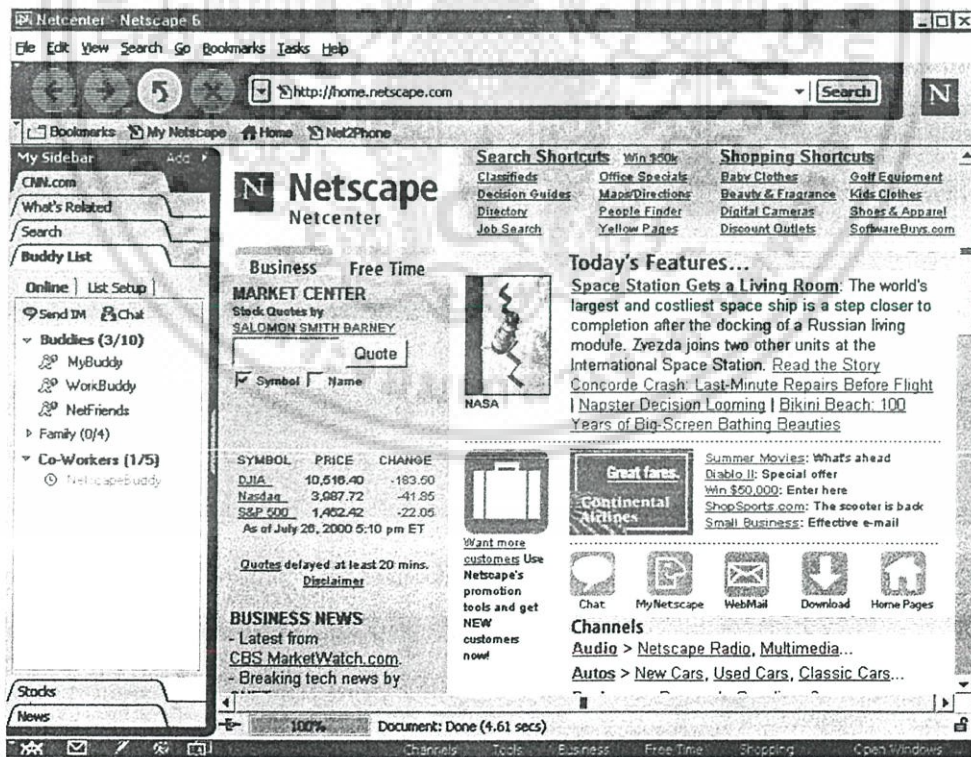 Netcenter - Netscape 6
File Edit View Search Go Bookmarks Tasks Help
http://home.netscape.com Search
N
Bookmarks My Netscape Home Net2Phone
My Sidebar Add
CNN.com
What's Related
Search
Buddy List
Online List Setup
Send IM Chat
Buddies (3/10)
MyBuddy
WorkBuddy
NetFriends
Family (0/4)
Co-Workers (1/5)
NetscapeBuddy
Stocks
News
N Netscape
Netcenter
Search Shortcuts Win $50k
Classifieds Office Specials
Decision Guides Maps/Directions
Directory People Finder
Job Search Yellow Pages
Shopping Shortcuts
Baby Clothes Golf Equipment
Beauty & Fragrance Kids Clothes
Digital Cameras Shoes & Apparel
Discount Outlets SoftwareBuys.com
Business Free Time
MARKET CENTER
Stock Quotes by
SALOMON SMITH BARNEY
Quote
Symbol Name
SYMBOL PRICE CHANGE
DJIA 10,516.40 -183.50
Nasdaq 3,987.72 -41.85
S&P 500 1,452.42 -22.05
As of July 26, 2000 5:10 pm ET
Quotes delayed at least 20 mins.
Disclaimer
BUSINESS NEWS
- Latest from
CBS MarketWatch.com.
- Breaking tech news by
Today's Features...
Space Station Gets a Living Room: The world's
largest and costliest space ship is a step closer to
completion after the docking of a Russian living
module. Zvezda joins two other units at the
International Space Station. Read the Story
Concorde Crash: Last-Minute Repairs Before Flight
| Napster Decision Looming | Bikini Beach: 100
Years of Big-Screen Bathing Beauties
NASA
Want more
customers Use
Netscape's
promotion
tools and get
NEW
customers
now!
Great fares.
Continental
Airlines
Summer Movies: What's ahead
Diablo II: Special offer
Win $50,000: Enter here
ShopSports.com: The scooter is back
Small Business: Effective e-mail
Chat MyNetscape WebMail Download Home Pages
Channels
Audio > Netscape Radio, Multimedia...
Autos > New Cars, Used Cars, Classic Cars...
100% Document: Done (4.61 secs)
Channels Tools Business Free Time Shopping Open Windows